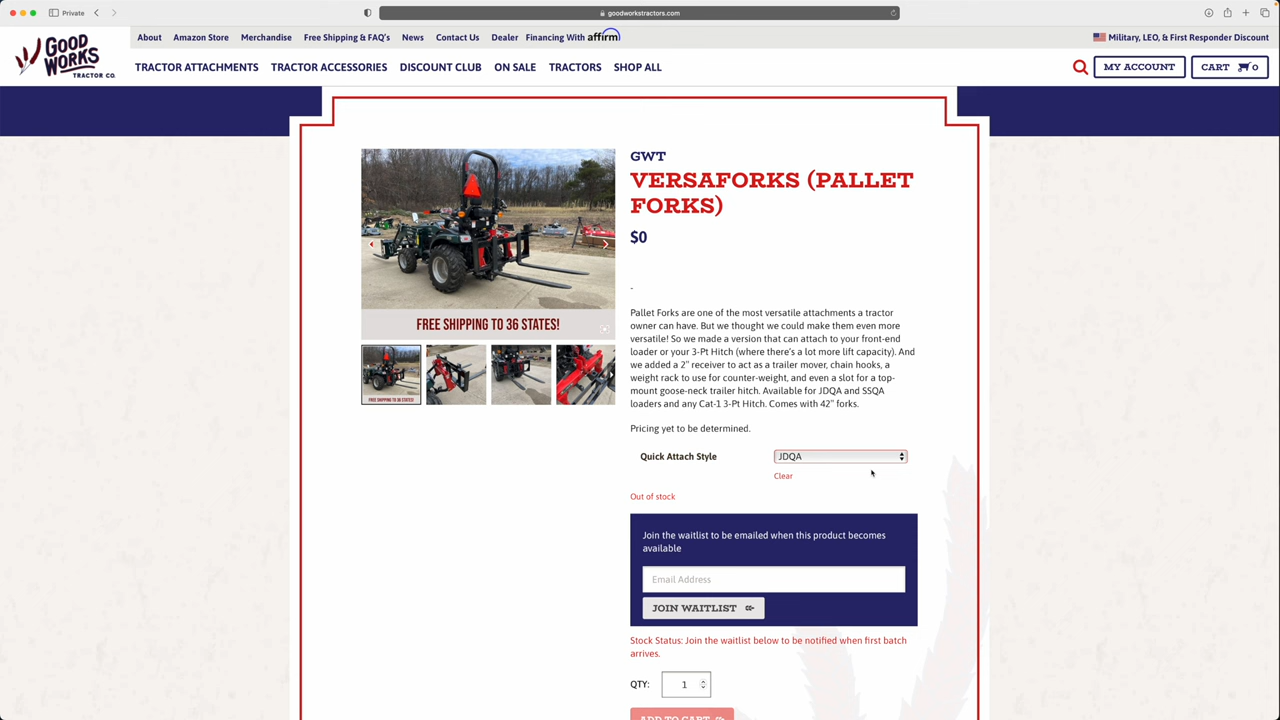 Private
goodworkstractors.com
About Amazon Store Merchandise Free Shipping & FAQ's News Contact Us Dealer Financing With affirm
Military, LEO, & First Responder Discount
GOOD WORKS TRACTOR CO.
TRACTOR ATTACHMENTS TRACTOR ACCESSORIES DISCOUNT CLUB ON SALE TRACTORS SHOP ALL
MY ACCOUNT
CART 0
FREE SHIPPING TO 36 STATES!
FREE SHIPPING TO 36 STATES!
GWT
VERSAFORKS (PALLET
FORKS)
$0
-
Pallet Forks are one of the most versatile attachments a tractor
owner can have. But we thought we could make them even more
versatile! So we made a version that can attach to your front-end
loader or your 3-Pt Hitch (where there's a lot more lift capacity). And
we added a 2" receiver to act as a trailer mover, chain hooks, a
weight rack to use for counter-weight, and even a slot for a top-
mount goose-neck trailer hitch. Available for JDQA and SSQA
loaders and any Cat-1 3-Pt Hitch. Comes with 42" forks.
Pricing yet to be determined.
Quick Attach Style JDQA
Clear
Out of stock
Join the waitlist to be emailed when this product becomes
available
Email Address
JOIN WAITLIST
Stock Status: Join the waitlist below to be notified when first batch
arrives.
QTY: 1
ADD TO CART